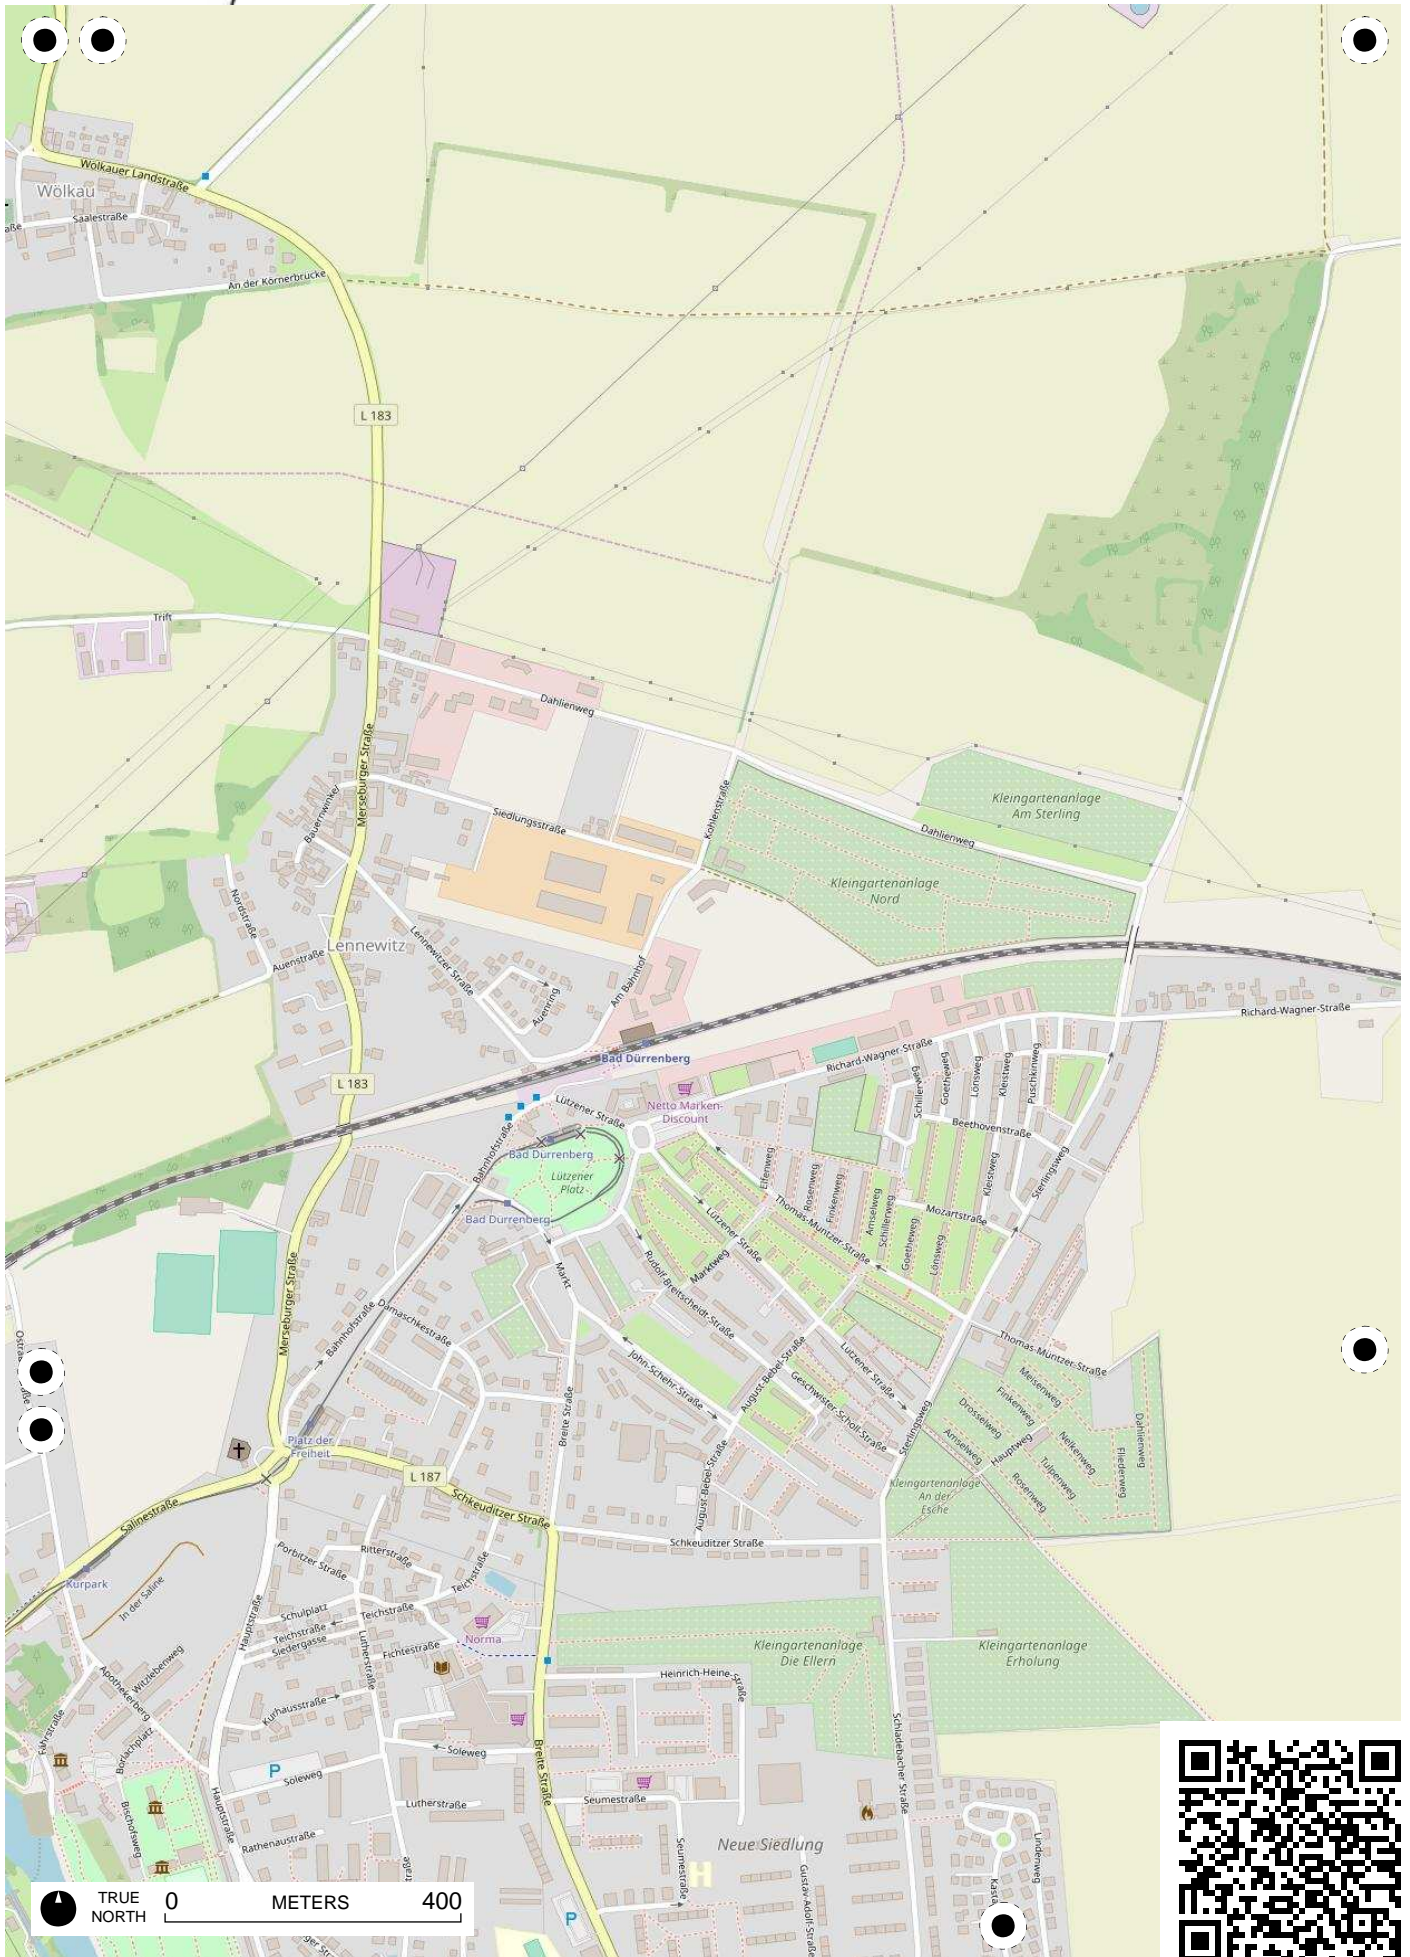 Wölkauer Landstraße
Wölkau
Saalestraße
aße
An der Körnerbrücke
L 183
Trift
Dahlienweg
Merseburger Straße
Bauernwinkel
Siedlungsstraße
Kohlenstraße
Kleingartenanlage
Am Sterling
Dahlienweg
Kleingartenanlage
Nord
Nordstraße
Lennewitz
Auenstraße
Lennewitzer Straße
Am Bahnhof
Auenring
Richard-Wagner-Straße
Bad Dürrenberg
Richard-Wagner-Straße
L 183
Netto Marken-
Discount
Lützener Straße
Schillerweg
Goetheweg
Lönsweg
Kleistweg
Puschkinweg
Beethovenstraße
Bahnhofstraße
Bad Dürrenberg
Lützener
Platz
Bad Dürrenberg
Elfenweg
Rosenweg
Finkenweg
Amselweg
Schillerweg
Kleistweg
Sterlingsweg
Mozartstraße
Goetheweg
Lönsweg
Thomas-Müntzer-Straße
Lützener Straße
Marktweg
Rudolf-Breitscheidt-Straße
Markt
Merseburger Straße
Bahnhofstraße
Damaschkestraße
John-Schehr-Straße
August-Bebel-Straße
Lützener Straße
Geschwister-Scholl-Straße
Thomas-Müntzer-Straße
Meisenweg
Finkenweg
Drosselweg
Amselweg
Hauptweg
Nelkenweg
Tulpenweg
Rosenweg
Dahlienweg
Fliederweg
Sterlingsweg
Breite Straße
Platz der
Freiheit
L 187
Schkeuditzer Straße
August-Bebel-Straße
Kleingartenanlage
An der
Esche
Schkeuditzer Straße
Salinestraße
Kurpark
In der Saline
Porbitzer Straße
Ritterstraße
Teichstraße
Schulplatz
Teichstraße
Teichstraße
Siedergasse
Hauptstraße
Lutherstraße
Fichtestraße
Norma
Kleingartenanlage
Die Ellern
Kleingartenanlage
Erholung
Heinrich-Heine-Straße
Apothekerberg
Witzlebenweg
Borlachplatz
Fährstraße
Kurhausstraße
Soleweg
Soleweg
P
Breite Straße
Schladebacher Straße
Seumestraße
Lutherstraße
Hauptstraße
Bischofsweg
Rathenaustraße
Neue Siedlung
Seumestraße
Gustav-Adolf-Straße
Lindenweg
P
H
TRUE
NORTH
0 METERS 400